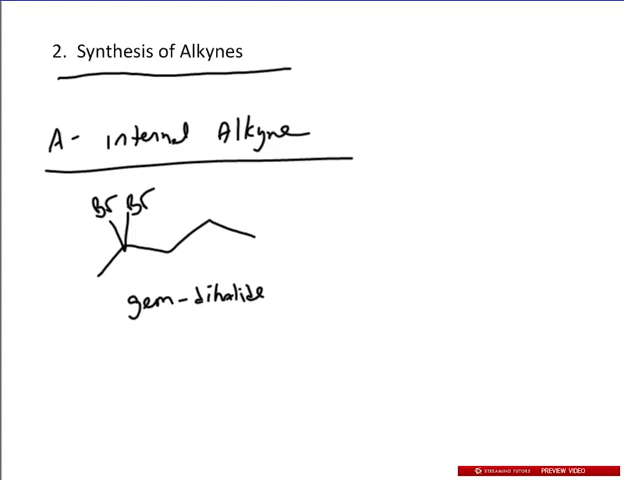 2. Synthesis of Alkynes
A- internal Alkyne
Br Br
gem-dihalide
STREAMING TUTORS PREVIEW VIDEO